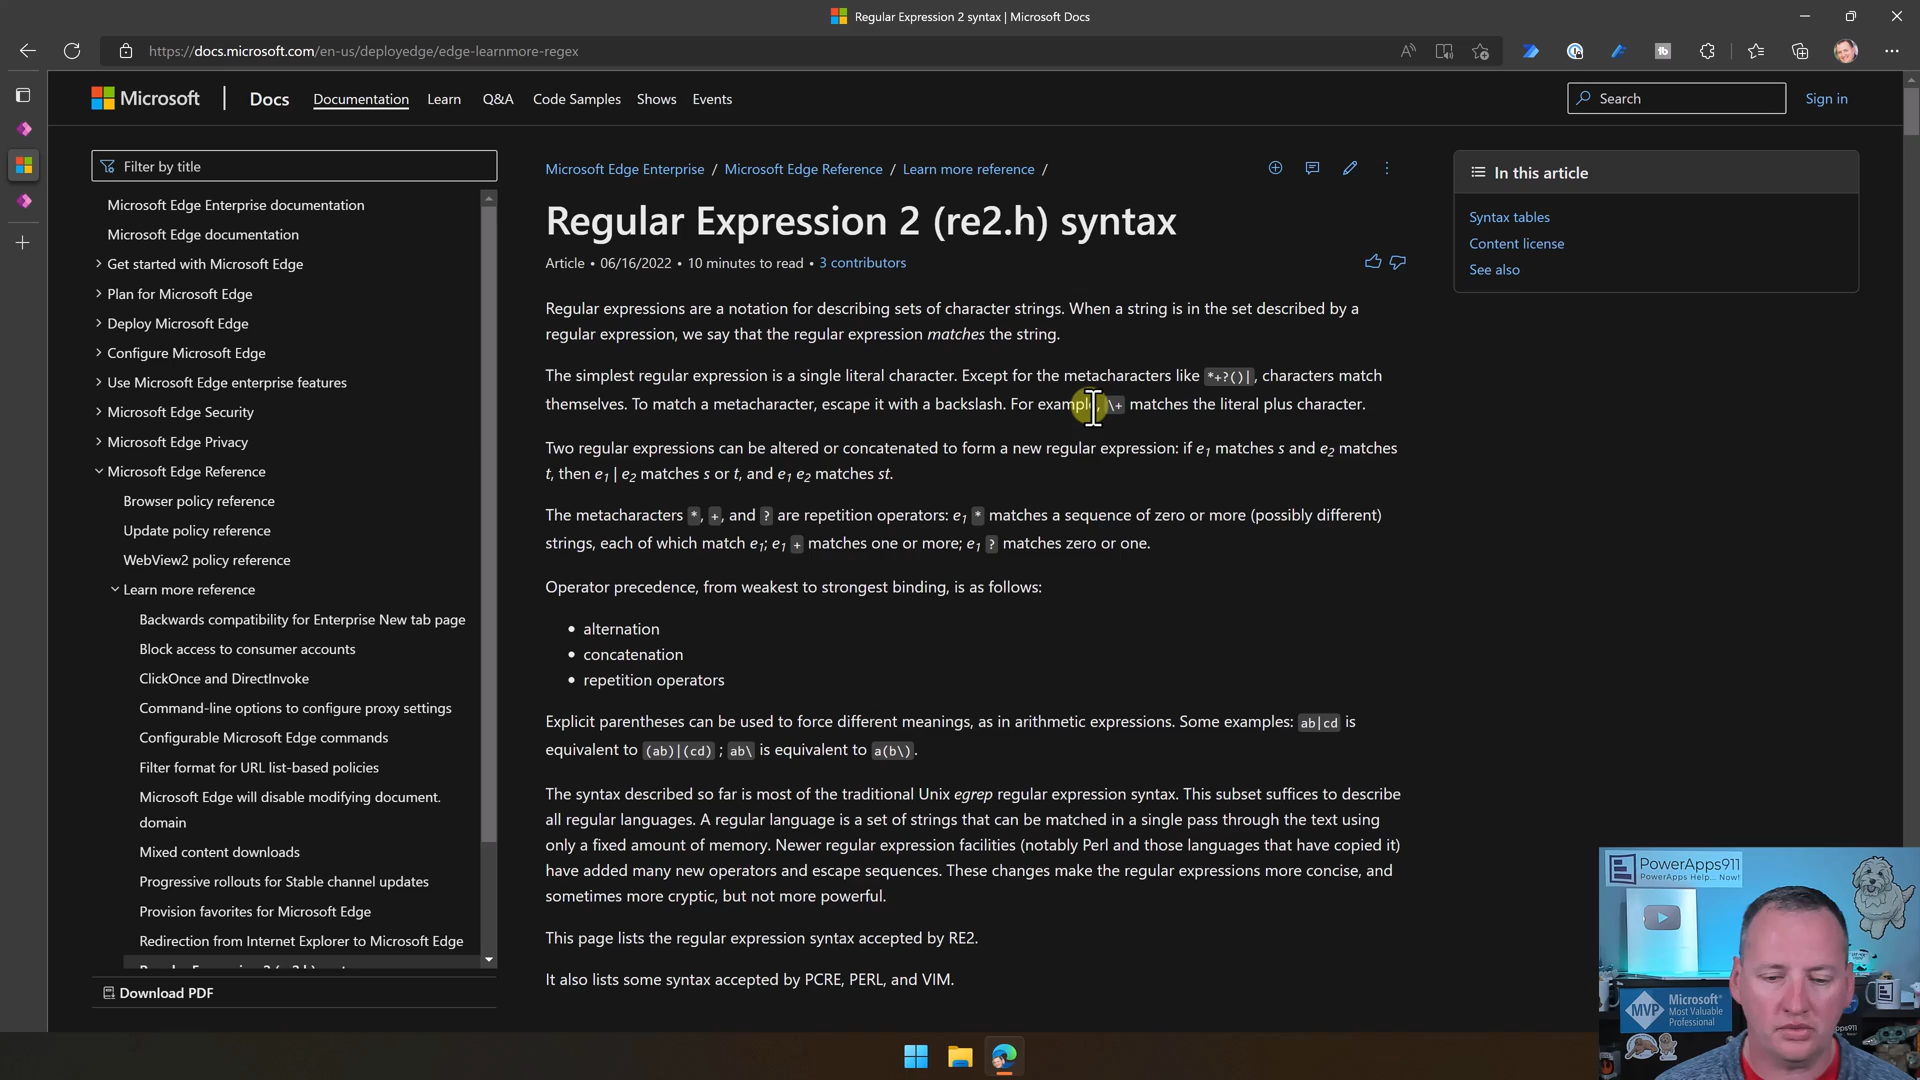 Regular Expression 2 syntax | Microsoft Docs
https://docs.microsoft.com/en-us/deployedge/edge-learnmore-regex
Microsoft
Docs
Documentation
Learn
Q&A
Code Samples
Shows
Events
Search
Sign in
Filter by title
Microsoft Edge Enterprise documentation
Microsoft Edge documentation
Get started with Microsoft Edge
Plan for Microsoft Edge
Deploy Microsoft Edge
Configure Microsoft Edge
Use Microsoft Edge enterprise features
Microsoft Edge Security
Microsoft Edge Privacy
Microsoft Edge Reference
Browser policy reference
Update policy reference
WebView2 policy reference
Learn more reference
Backwards compatibility for Enterprise New tab page
Block access to consumer accounts
ClickOnce and DirectInvoke
Command-line options to configure proxy settings
Configurable Microsoft Edge commands
Filter format for URL list-based policies
Microsoft Edge will disable modifying document.
domain
Mixed content downloads
Progressive rollouts for Stable channel updates
Provision favorites for Microsoft Edge
Redirection from Internet Explorer to Microsoft Edge
Download PDF
Microsoft Edge Enterprise / Microsoft Edge Reference / Learn more reference /
Regular Expression 2 (re2.h) syntax
Article • 06/16/2022 • 10 minutes to read • 3 contributors
Regular expressions are a notation for describing sets of character strings. When a string is in the set described by a
regular expression, we say that the regular expression matches the string.
The simplest regular expression is a single literal character. Except for the metacharacters like *+?()|, characters match
themselves. To match a metacharacter, escape it with a backslash. For example, \+ matches the literal plus character.
Two regular expressions can be altered or concatenated to form a new regular expression: if e1 matches s and e2 matches
t, then e1 | e2 matches s or t, and e1 e2 matches st.
The metacharacters *, +, and ? are repetition operators: e1 * matches a sequence of zero or more (possibly different)
strings, each of which match e1; e1 + matches one or more; e1 ? matches zero or one.
Operator precedence, from weakest to strongest binding, is as follows:
• alternation
• concatenation
• repetition operators
Explicit parentheses can be used to force different meanings, as in arithmetic expressions. Some examples: ab|cd is
equivalent to (ab)|(cd) ; ab\ is equivalent to a(b\).
The syntax described so far is most of the traditional Unix egrep regular expression syntax. This subset suffices to describe
all regular languages. A regular language is a set of strings that can be matched in a single pass through the text using
only a fixed amount of memory. Newer regular expression facilities (notably Perl and those languages that have copied it)
have added many new operators and escape sequences. These changes make the regular expressions more concise, and
sometimes more cryptic, but not more powerful.
This page lists the regular expression syntax accepted by RE2.
It also lists some syntax accepted by PCRE, PERL, and VIM.
In this article
Syntax tables
Content license
See also
PowerApps911
PowerApps Help... Now!
MVP
Microsoft®
Most Valuable
Professional